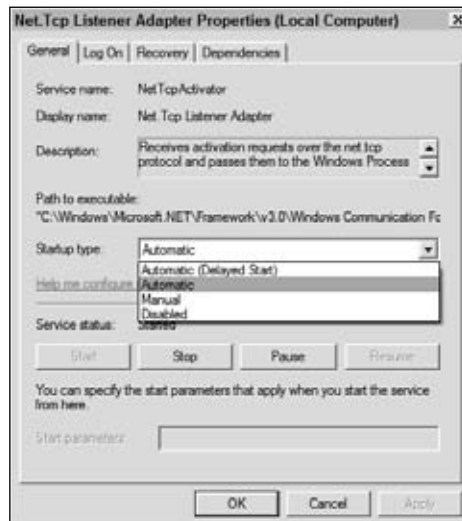 Net.Tcp Listener Adapter Properties (Local Computer)
General Log On Recovery Dependencies
Service name: NetTcpActivator
Display name: Net.Tcp Listener Adapter
Description: Receives activation requests over the net.tcp
protocol and passes them to the Windows Process
Path to executable:
"C:\Windows\Microsoft.NET\Framework\v3.0\Windows Communication Fc
Startup type: Automatic
Automatic (Delayed Start)
Help me configure Automatic
Manual
Disabled
Service status: Started
Start Stop Pause Resume
You can specify the start parameters that apply when you start the service
from here.
Start parameters:
OK Cancel Apply